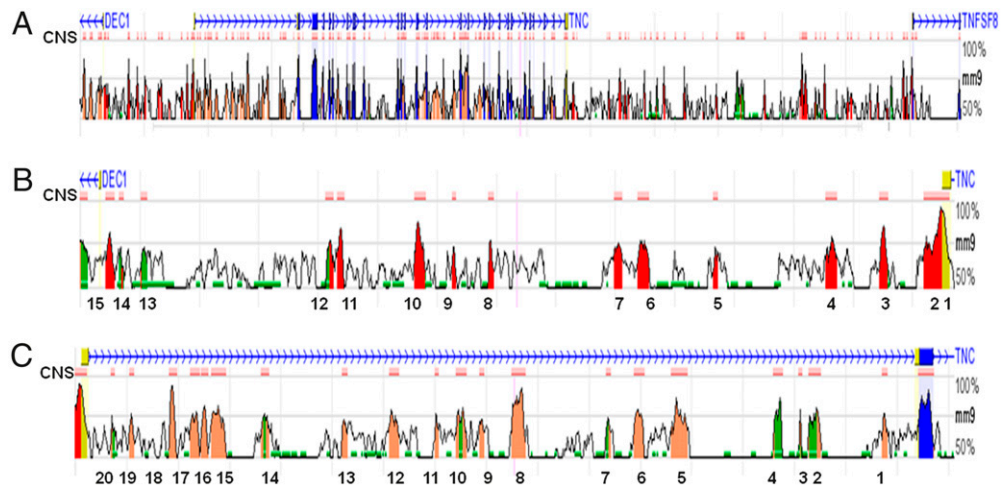 A
DEC1
TNC
TNFSF8
CNS
100%
mm9
50%
B
DEC1
TNC
CNS
100%
mm9
50%
15 14 13 12 11 10 9 8 7 6 5 4 3 2 1
C
TNC
CNS
100%
mm9
50%
20 19 18 17 16 15 14 13 12 11 10 9 8 7 6 5 4 3 2 1